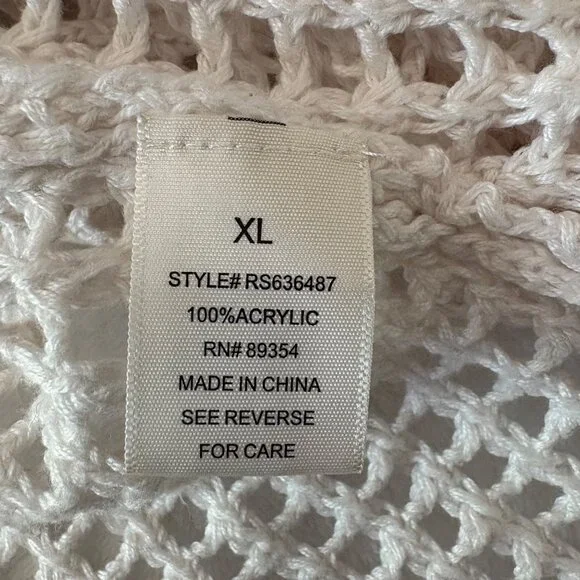 XL
STYLE# RS636487
100%ACRYLIC
RN# 89354
MADE IN CHINA
SEE REVERSE
FOR CARE